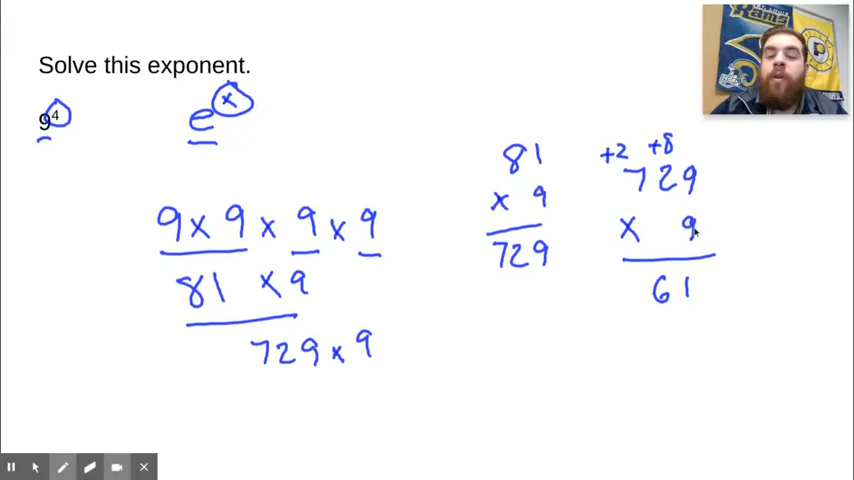 Solve this exponent.
9⁴
eˣ
9 x 9 x 9 x 9
81 x 9
729 x 9
81
x 9
729
+2 +8
729
x 9
61
Rams